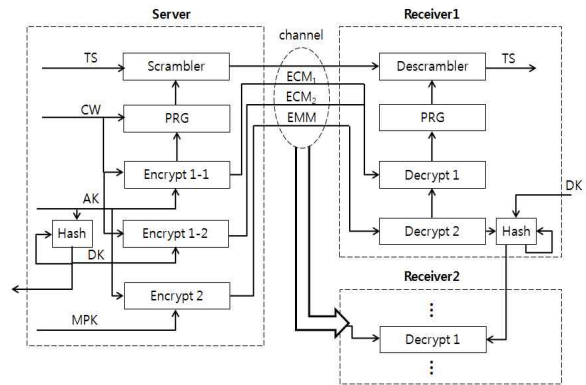 Server
Receiver1
channel
TS
Scrambler
Descrambler
TS
ECM1
ECM2
EMM
CW
PRG
PRG
Encrypt 1-1
Decrypt 1
AK
DK
Hash
Encrypt 1-2
Decrypt 2
Hash
DK
Receiver2
Encrypt 2
MPK
Decrypt 1